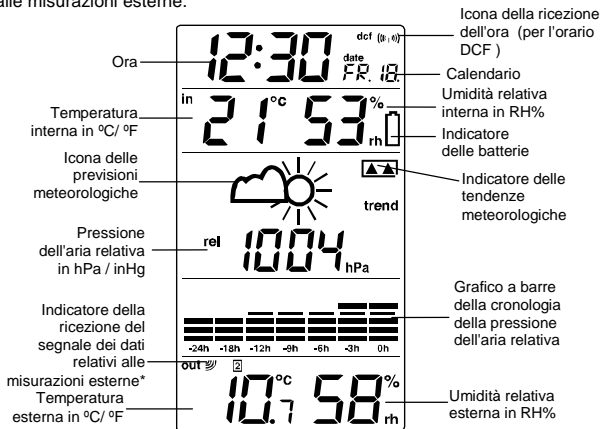 alle misurazioni esterne.
Icona della ricezione
dell'ora (per l'orario
DCF )
Ora
12:30
dcf
date
FR. 18.
Calendario
Temperatura
interna in ºC/ ºF
in
21 °C
53 %
rh
Umidità relativa
interna in RH%
Indicatore
delle batterie
Icona delle
previsioni
meteorologiche
trend
Indicatore delle
tendenze
meteorologiche
Pressione
dell'aria relativa
in hPa / inHg
rel
1004
hPa
Indicatore della
ricezione del
segnale dei dati
relativi alle
misurazioni esterne*
-24h -18h -12h -9h -6h -3h 0h
Grafico a barre
della cronologia
della pressione
dell'aria relativa
Temperatura
esterna in ºC/ ºF
out
2
10.7 °C
58 %
rh
Umidità relativa
esterna in RH%